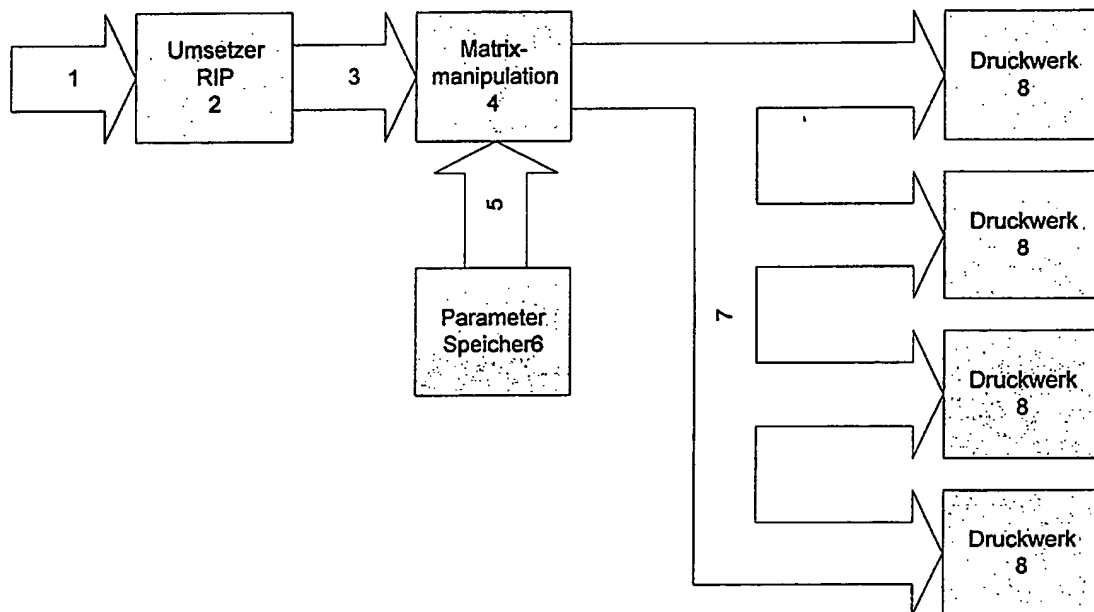 1
Umsetzer
RIP
2
3
Matrix-
manipulation
4
5
Parameter
Speicher6
7
Druckwerk
8
Druckwerk
8
Druckwerk
8
Druckwerk
8